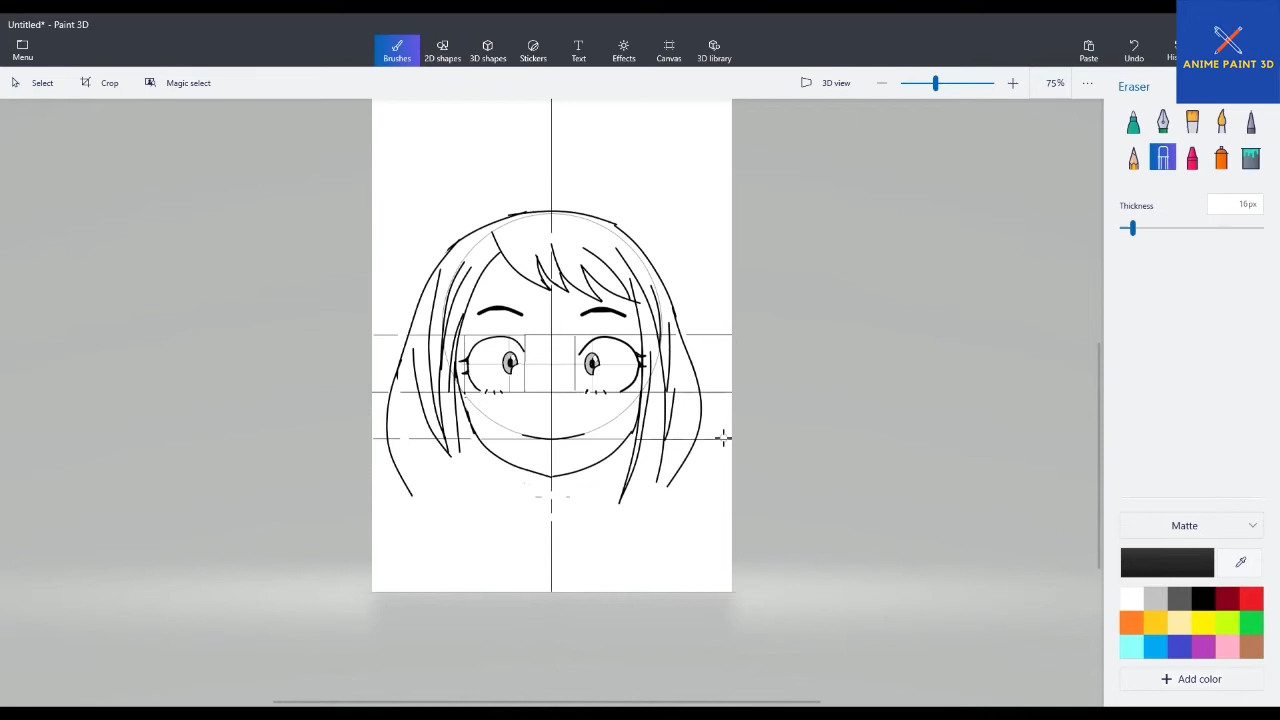 Untitled* - Paint 3D
Menu
Brushes
2D shapes
3D shapes
Stickers
Text
Effects
Canvas
3D library
Paste
Undo
ANIME PAINT 3D
Select
Crop
Magic select
3D view
75%
Eraser
Thickness
16px
Matte
Add color